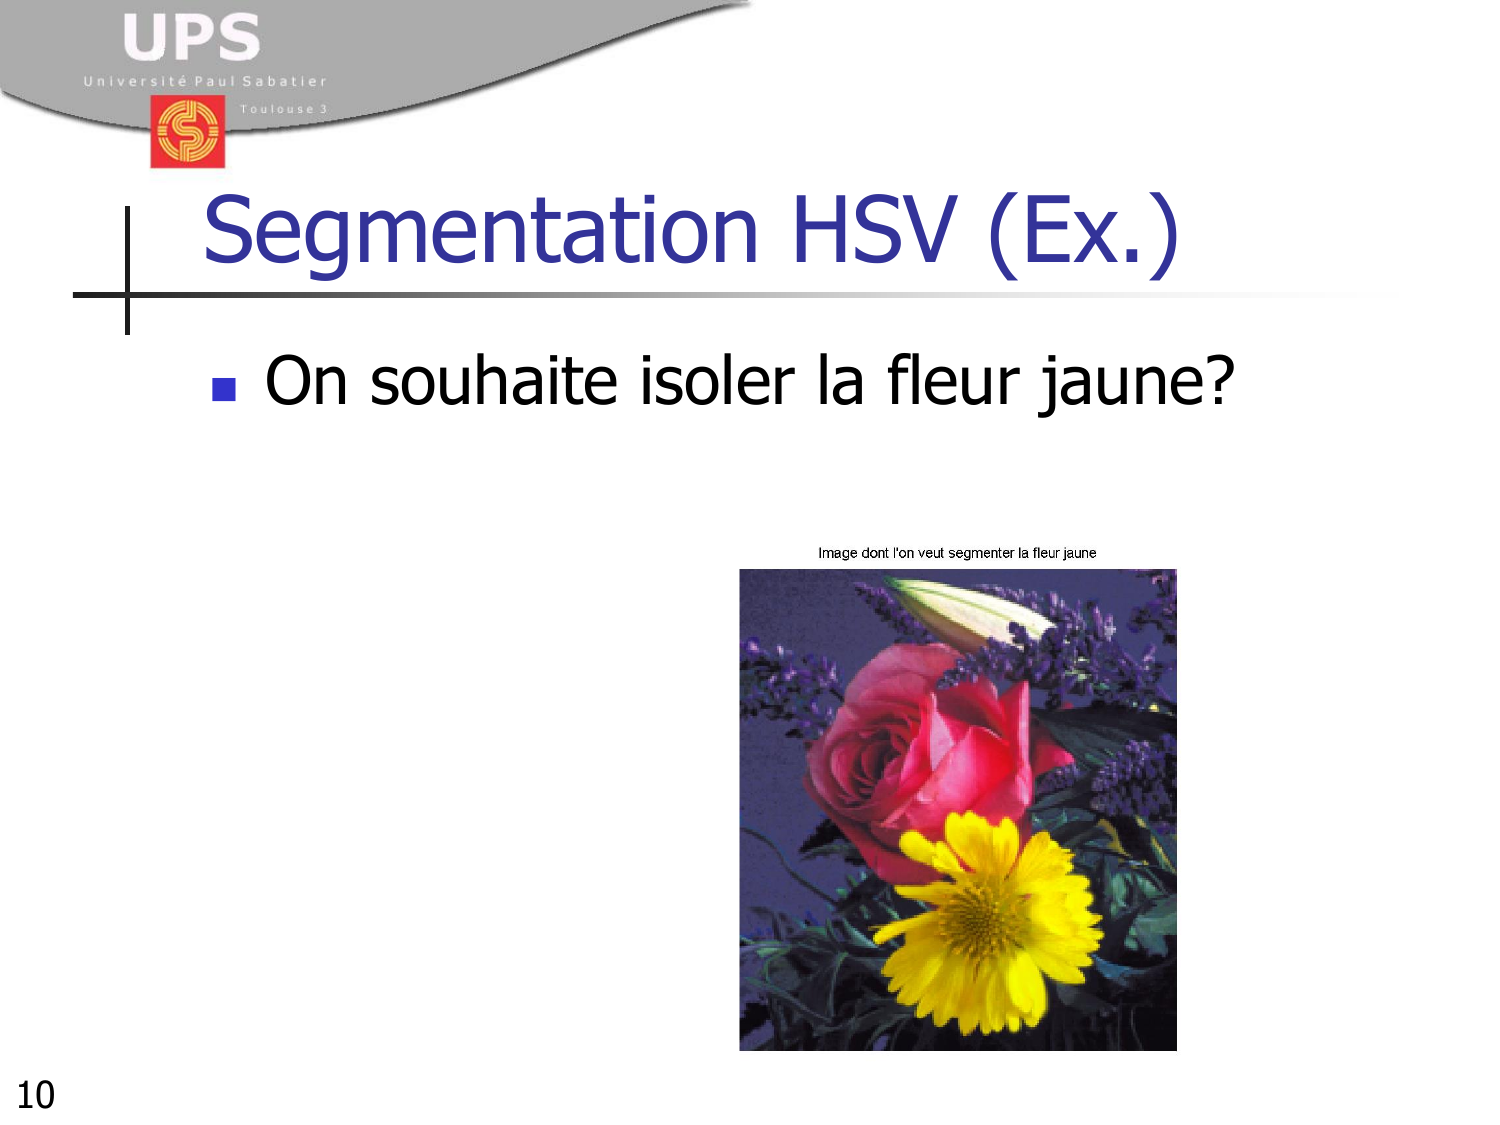 UPS
Université Paul Sabatier
Toulouse 3
Segmentation HSV (Ex.)
On souhaite isoler la fleur jaune?
Image dont l'on veut segmenter la fleur jaune
10